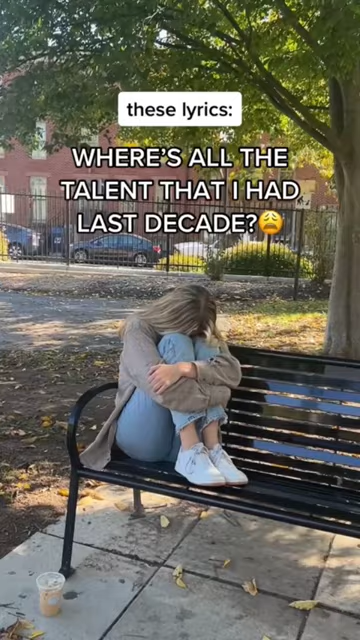 these lyrics:
WHERE'S ALL THE
TALENT THAT I HAD
LAST DECADE?😩